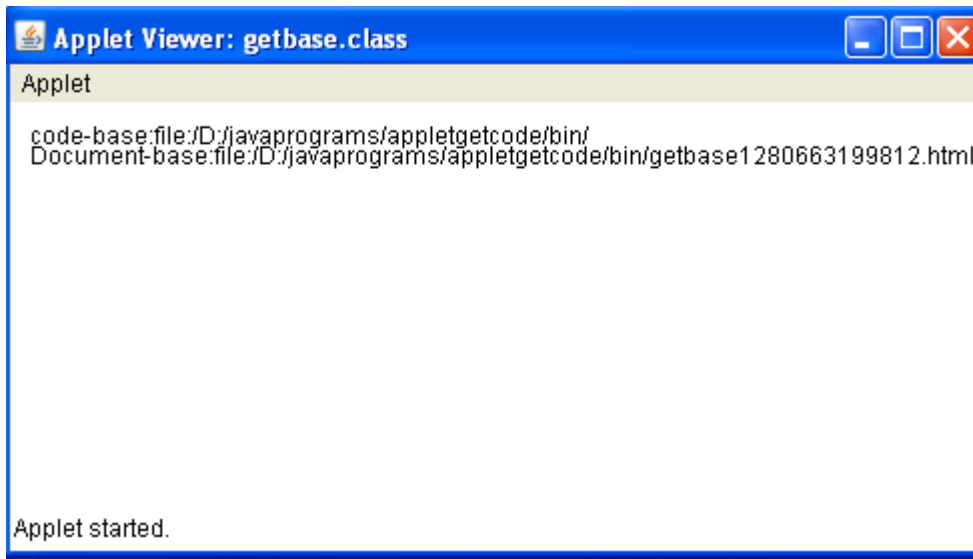 Applet Viewer: getbase.class
Applet
code-base:file:/D:/javaprograms/appletgetcode/bin/
Document-base:file:/D:/javaprograms/appletgetcode/bin/getbase1280663199812.html
Applet started.